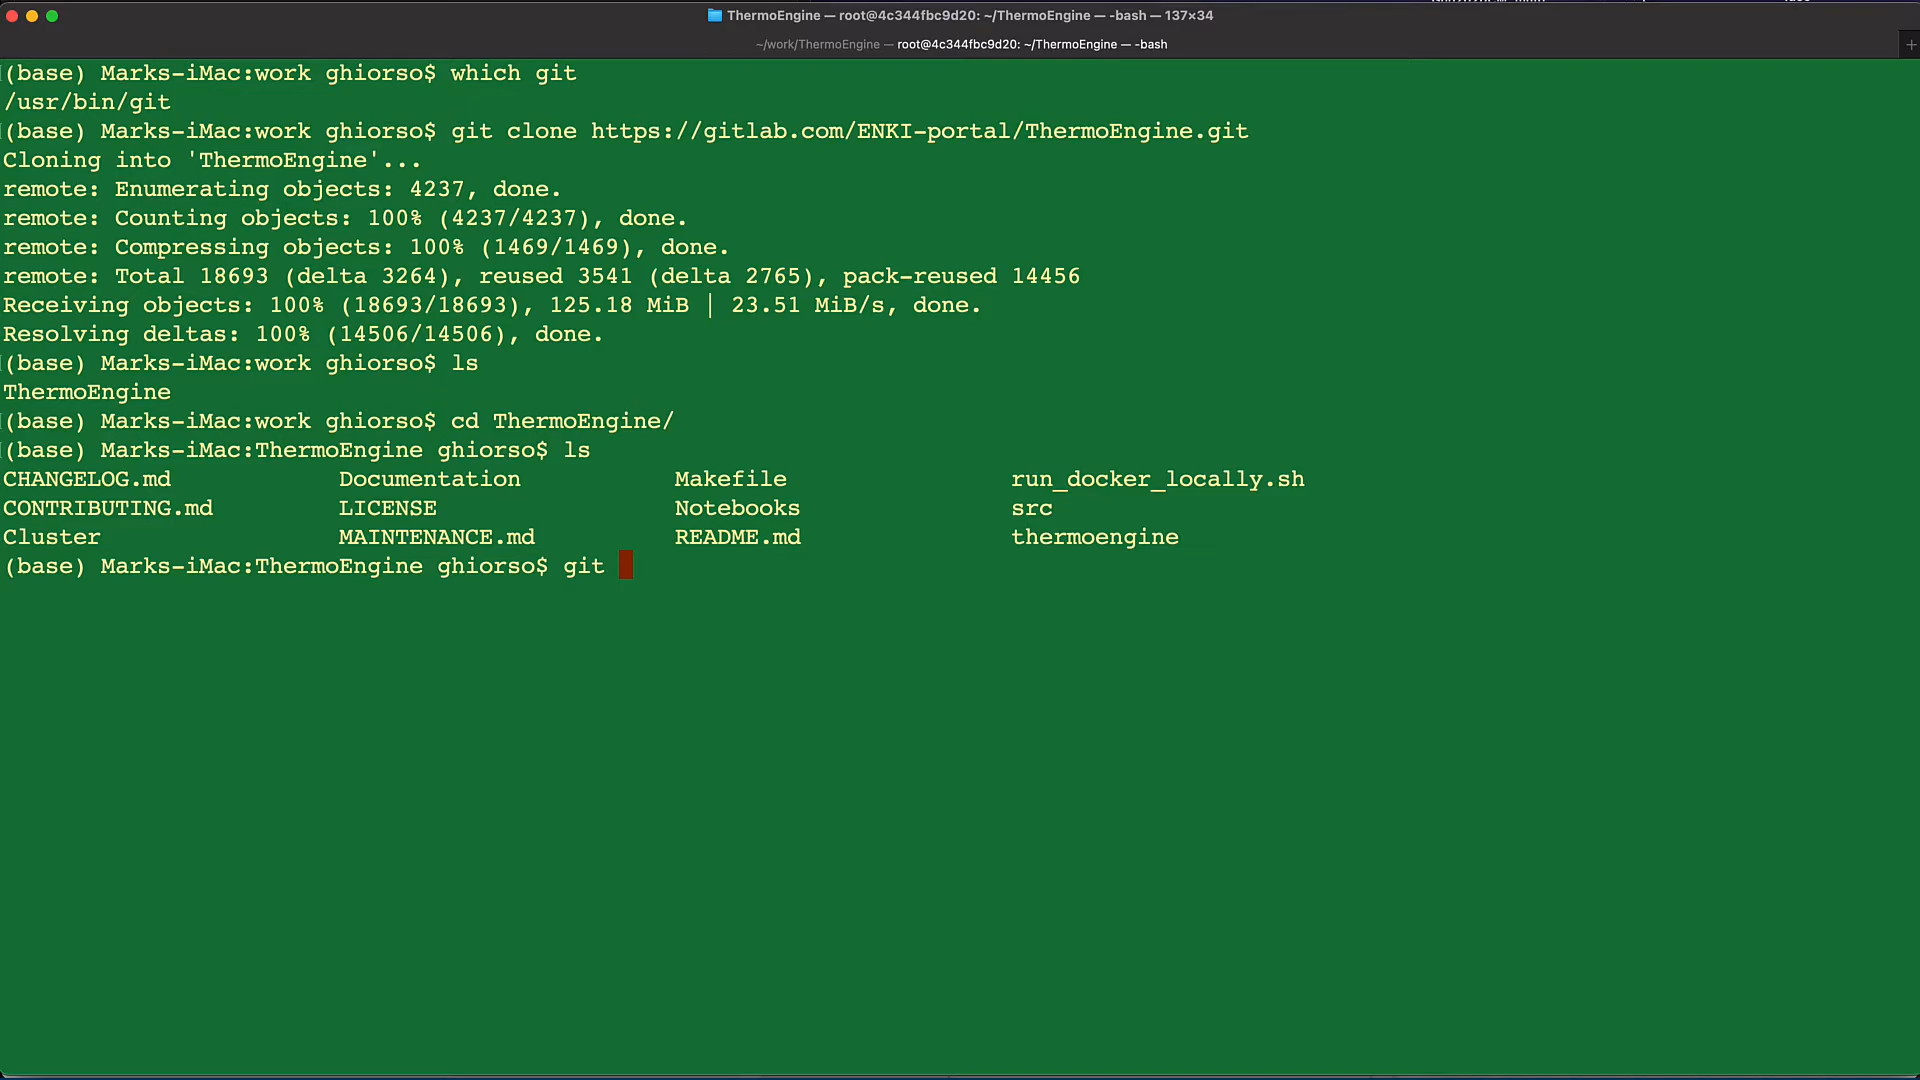 ThermoEngine — root@4c344fbc9d20: ~/ThermoEngine — -bash — 137×34
~/work/ThermoEngine — root@4c344fbc9d20: ~/ThermoEngine — -bash
(base) Marks-iMac:work ghiorso$ which git
/usr/bin/git
(base) Marks-iMac:work ghiorso$ git clone https://gitlab.com/ENKI-portal/ThermoEngine.git
Cloning into 'ThermoEngine'...
remote: Enumerating objects: 4237, done.
remote: Counting objects: 100% (4237/4237), done.
remote: Compressing objects: 100% (1469/1469), done.
remote: Total 18693 (delta 3264), reused 3541 (delta 2765), pack-reused 14456
Receiving objects: 100% (18693/18693), 125.18 MiB | 23.51 MiB/s, done.
Resolving deltas: 100% (14506/14506), done.
(base) Marks-iMac:work ghiorso$ ls
ThermoEngine
(base) Marks-iMac:work ghiorso$ cd ThermoEngine/
(base) Marks-iMac:ThermoEngine ghiorso$ ls
CHANGELOG.md Documentation Makefile run_docker_locally.sh
CONTRIBUTING.md LICENSE Notebooks src
Cluster MAINTENANCE.md README.md thermoengine
(base) Marks-iMac:ThermoEngine ghiorso$ git